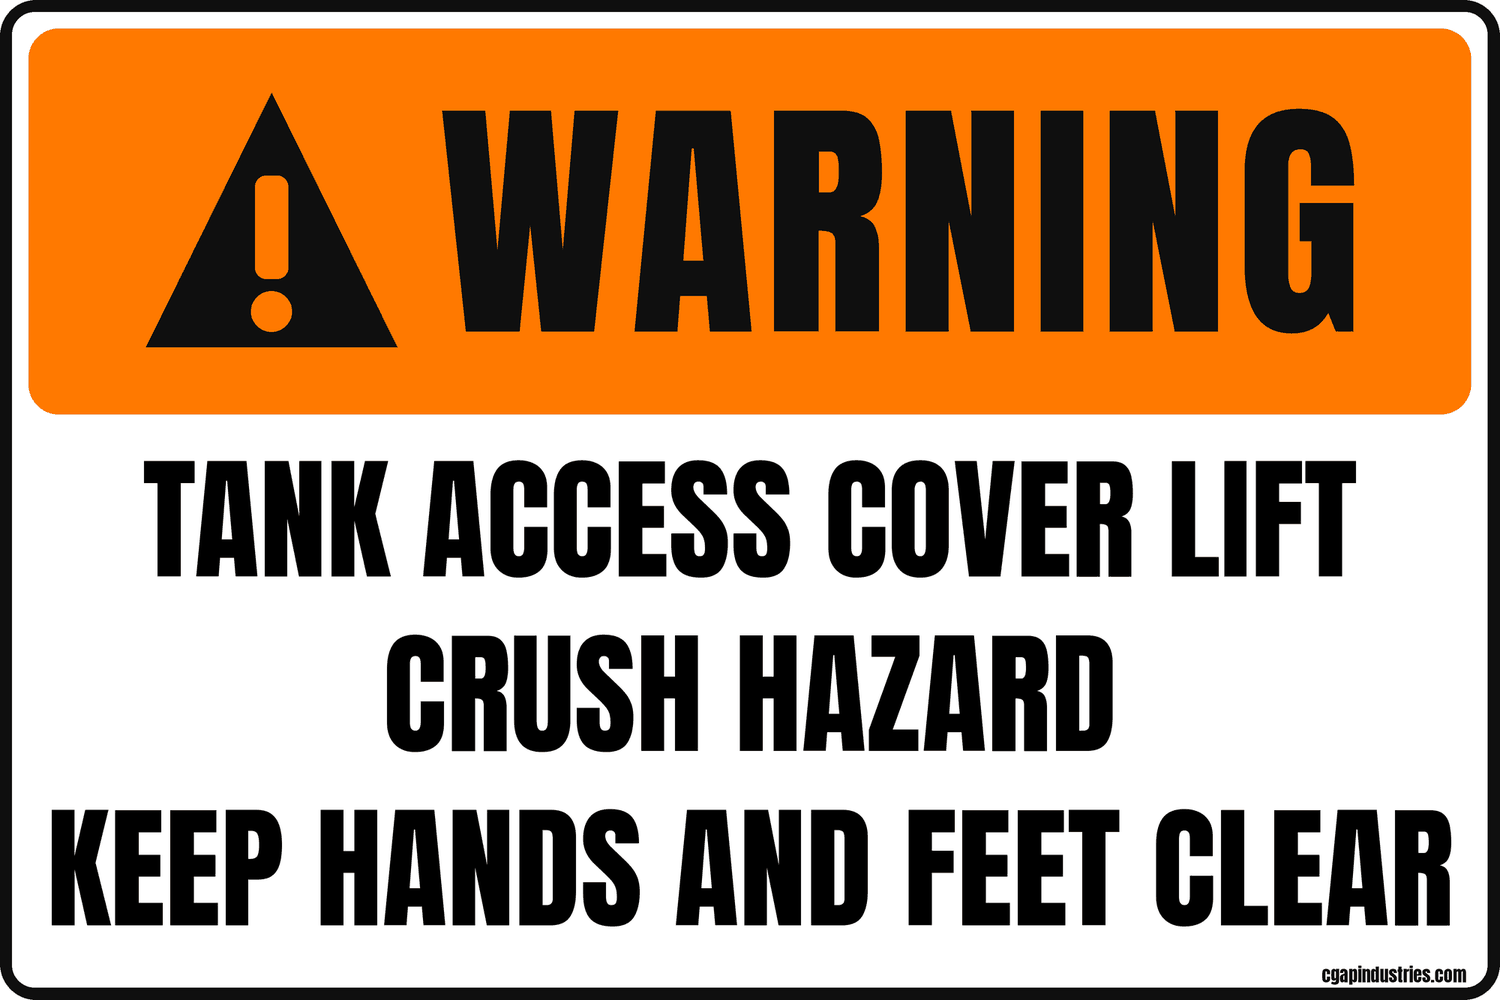 WARNING
TANK ACCESS COVER LIFT
CRUSH HAZARD
KEEP HANDS AND FEET CLEAR
cgapindustries.com